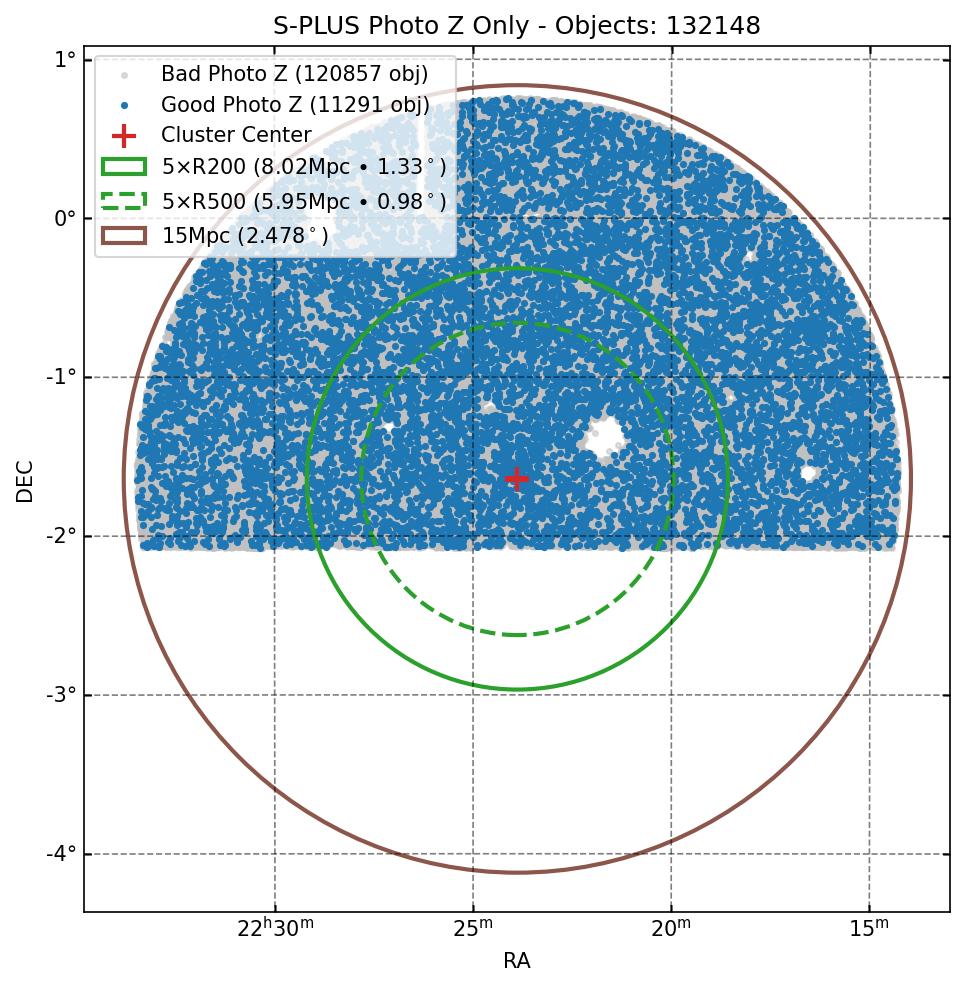 S-PLUS Photo Z Only - Objects: 132148
Bad Photo Z (120857 obj)
Good Photo Z (11291 obj)
Cluster Center
5×R200 (8.02Mpc • 1.33°)
5×R500 (5.95Mpc • 0.98°)
15Mpc (2.478°)
1°
0°
-1°
-2°
-3°
-4°
DEC
22h30m 25m 20m 15m
RA